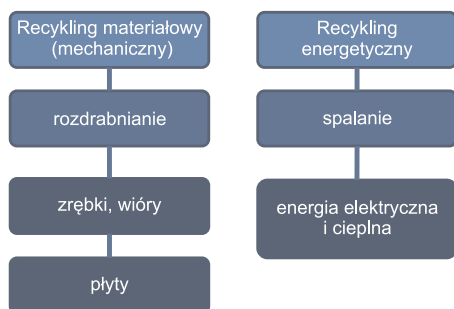 Recykling materiałowy
(mechaniczny)
rozdrabnianie
zrębki, wióry
płyty
Recykling
energetyczny
spalanie
energia elektryczna
i cieplna